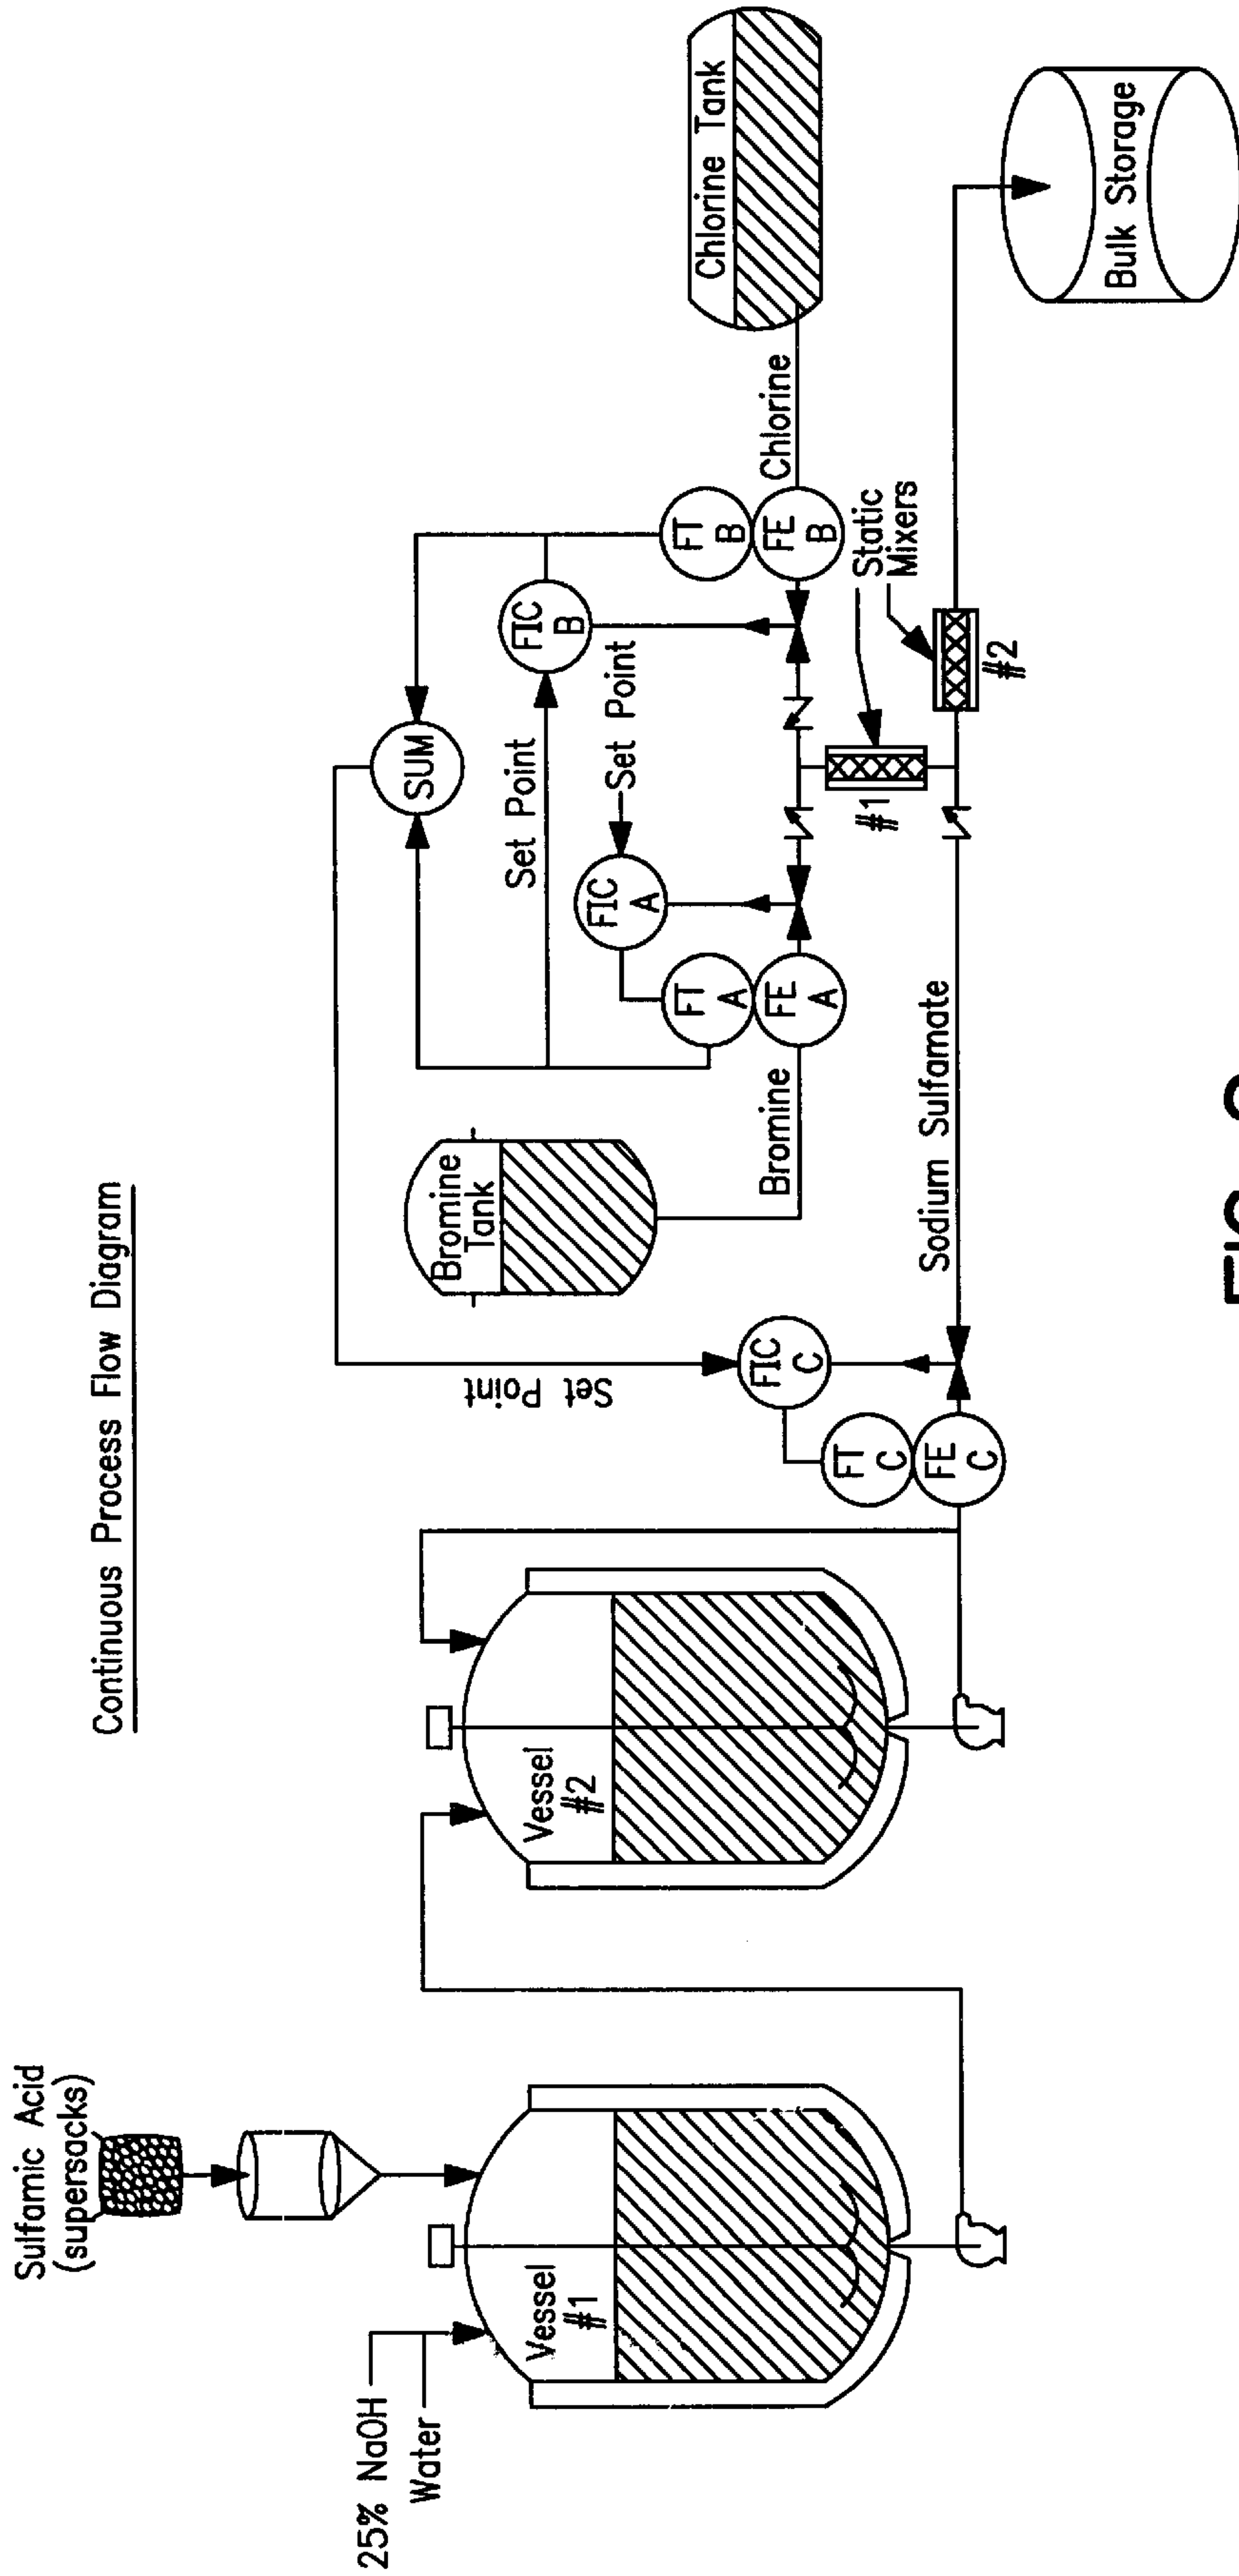 Continuous Process Flow Diagram
Sulfamic Acid
(supersacks)
25% NaOH
Water
Vessel
#1
Vessel
#2
Set Point
FIC
C
FT
C
FE
C
Sodium Sulfamate
Bromine
Tank
Bromine
FT
A
FE
A
FIC
A
Set Point
Set Point
SUM
FIC
B
FT
B
FE
B
Chlorine
Chlorine Tank
#1
Static
Mixers
#2
Bulk Storage
FIG.